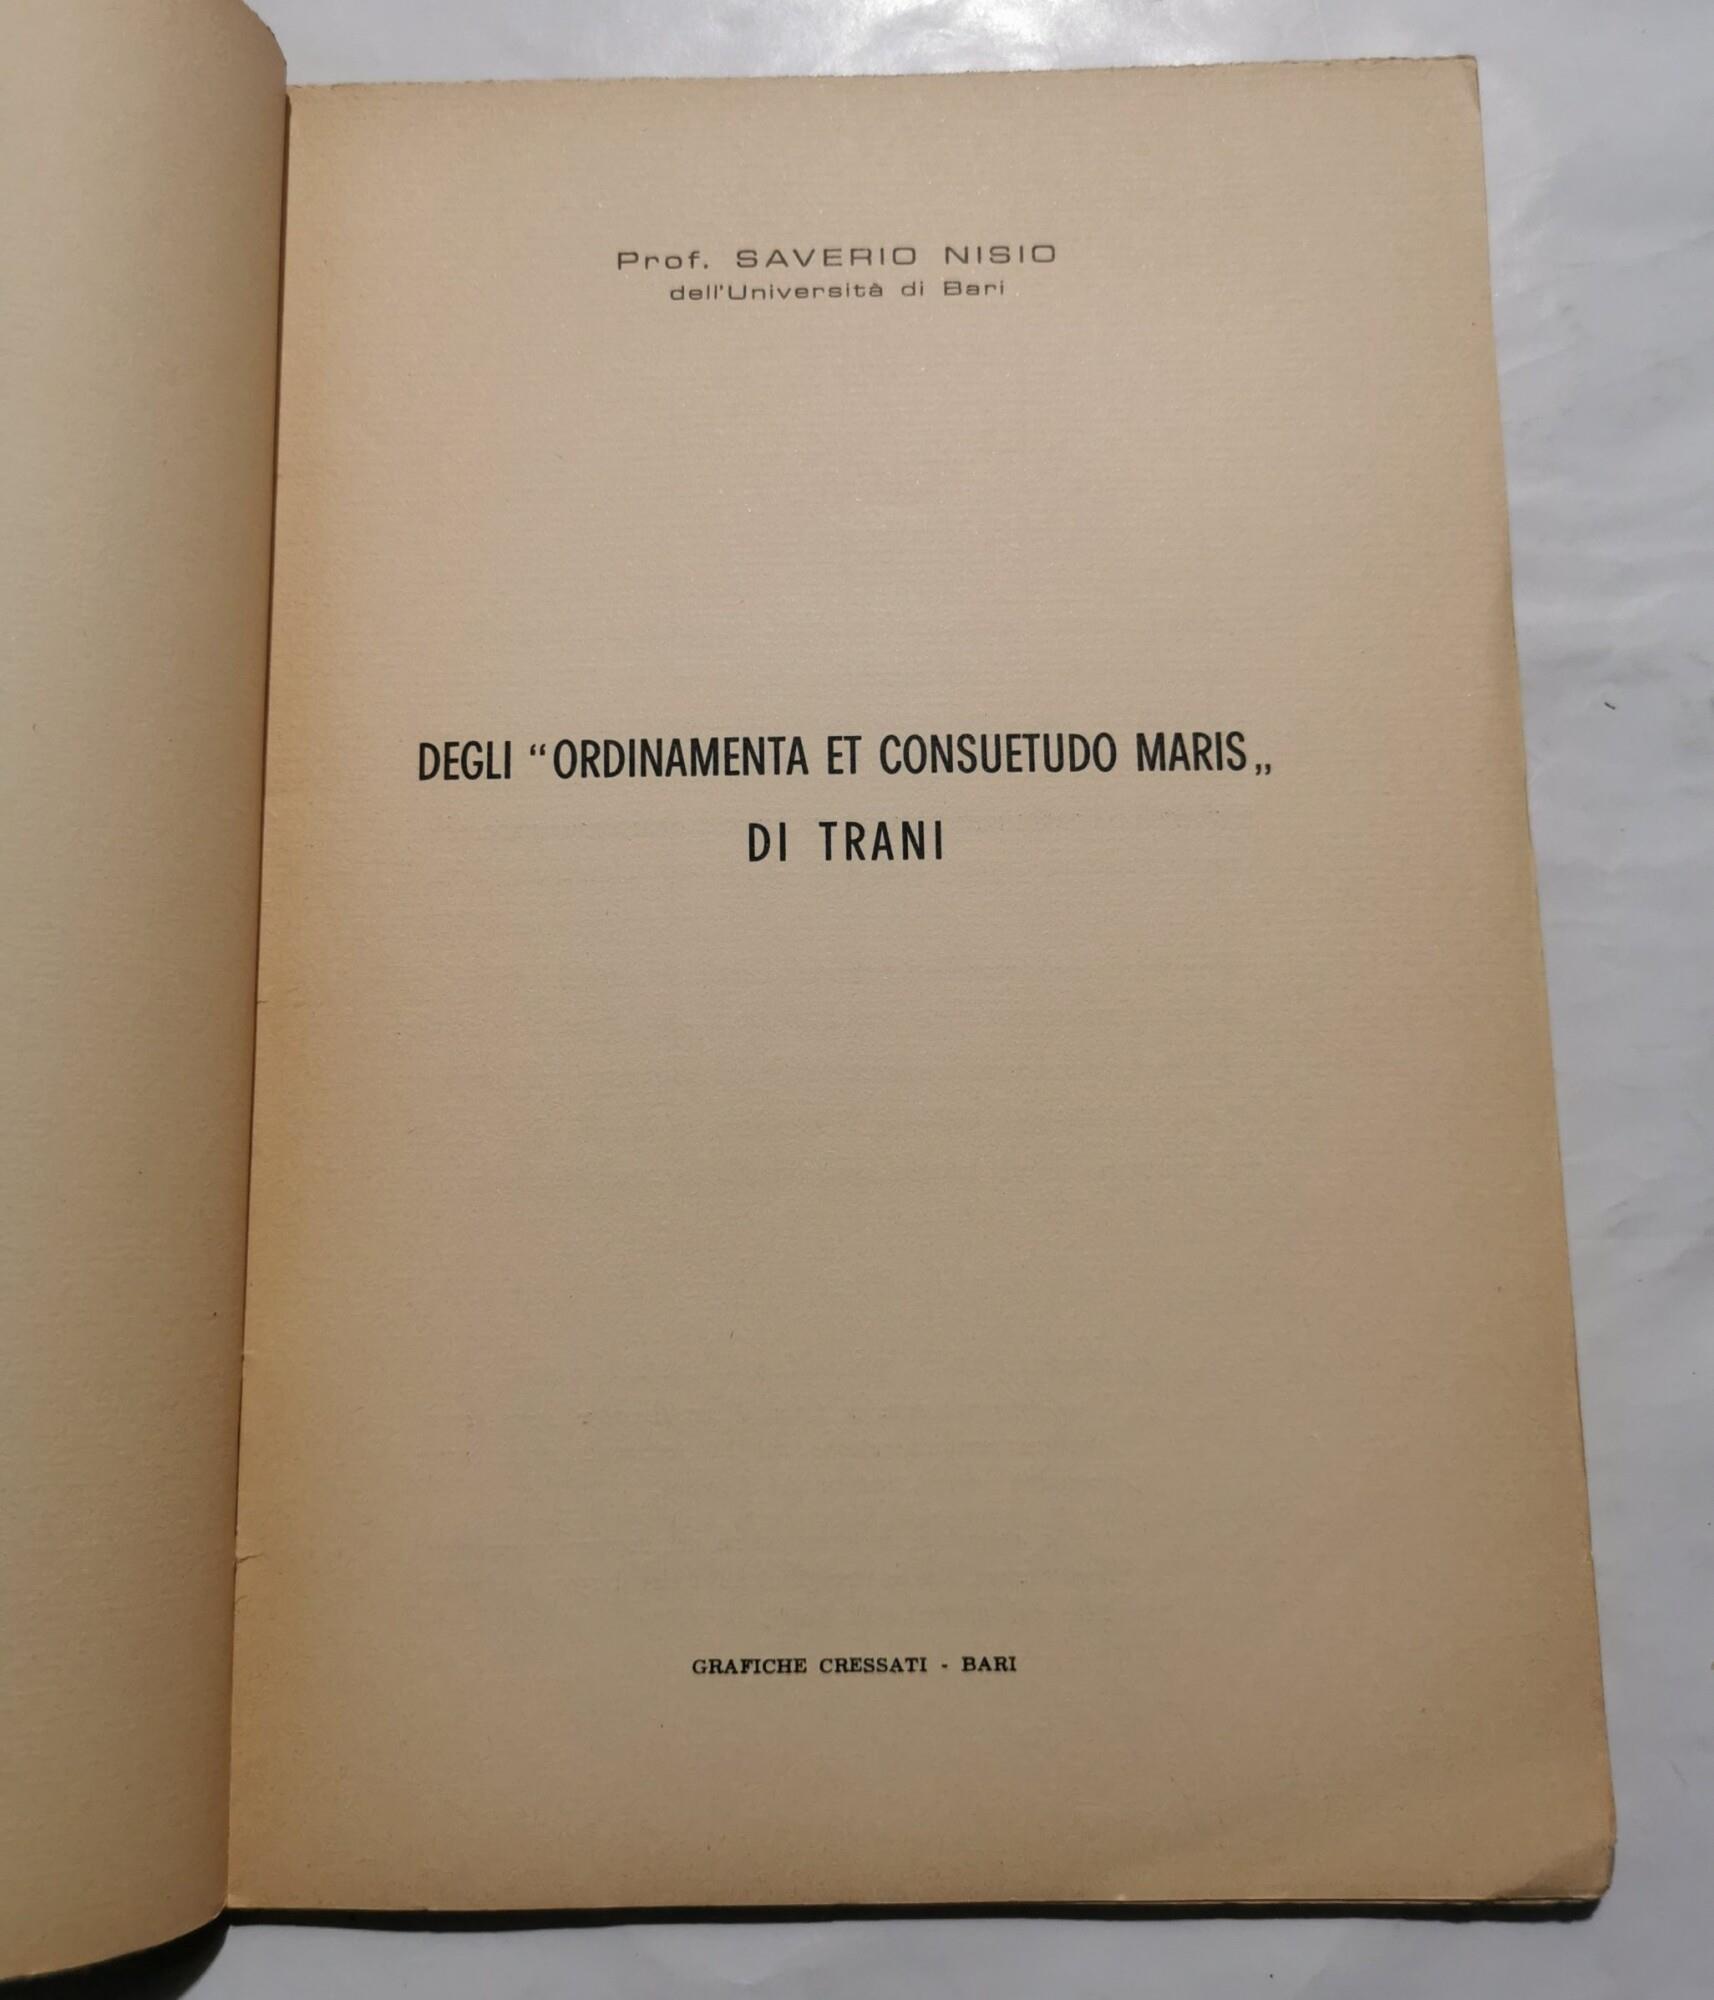 Prof. SAVERIO NISIO
dell'Università di Bari
DEGLI “ORDINAMENTA ET CONSUETUDO MARIS„
DI TRANI
GRAFICHE CRESSATI - BARI